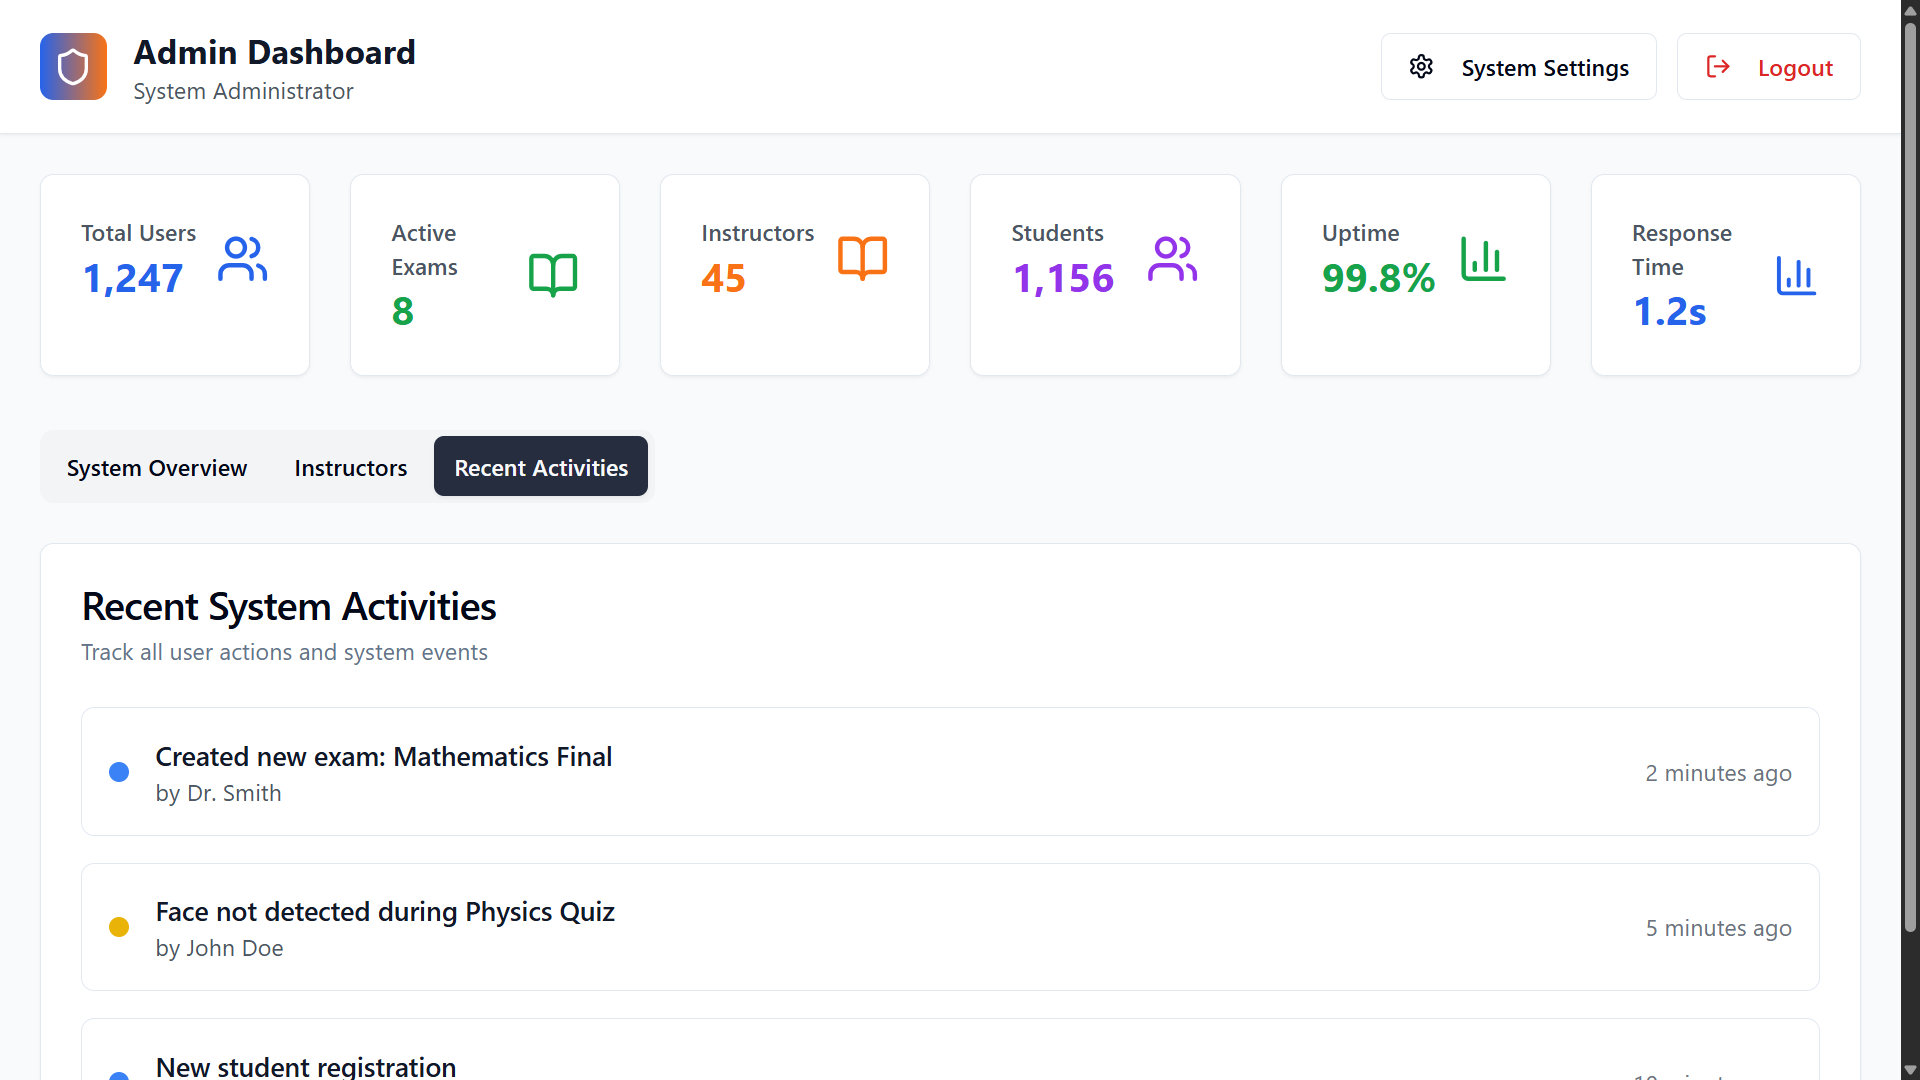 Admin Dashboard
System Administrator
System Settings
Logout
Total Users
1,247
Active
Exams
8
Instructors
45
Students
1,156
Uptime
99.8%
Response
Time
1.2s
System Overview
Instructors
Recent Activities
Recent System Activities
Track all user actions and system events
Created new exam: Mathematics Final
by Dr. Smith
2 minutes ago
Face not detected during Physics Quiz
by John Doe
5 minutes ago
New student registration